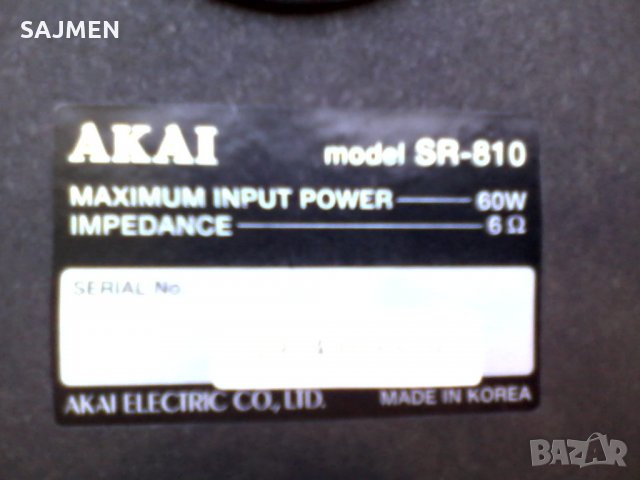 SAJMEN
AKAI model SR-810
MAXIMUM INPUT POWER 60W
IMPEDANCE 6 Ω
SERIAL No
AKAI ELECTRIC CO., LTD. MADE IN KOREA
BAZAR